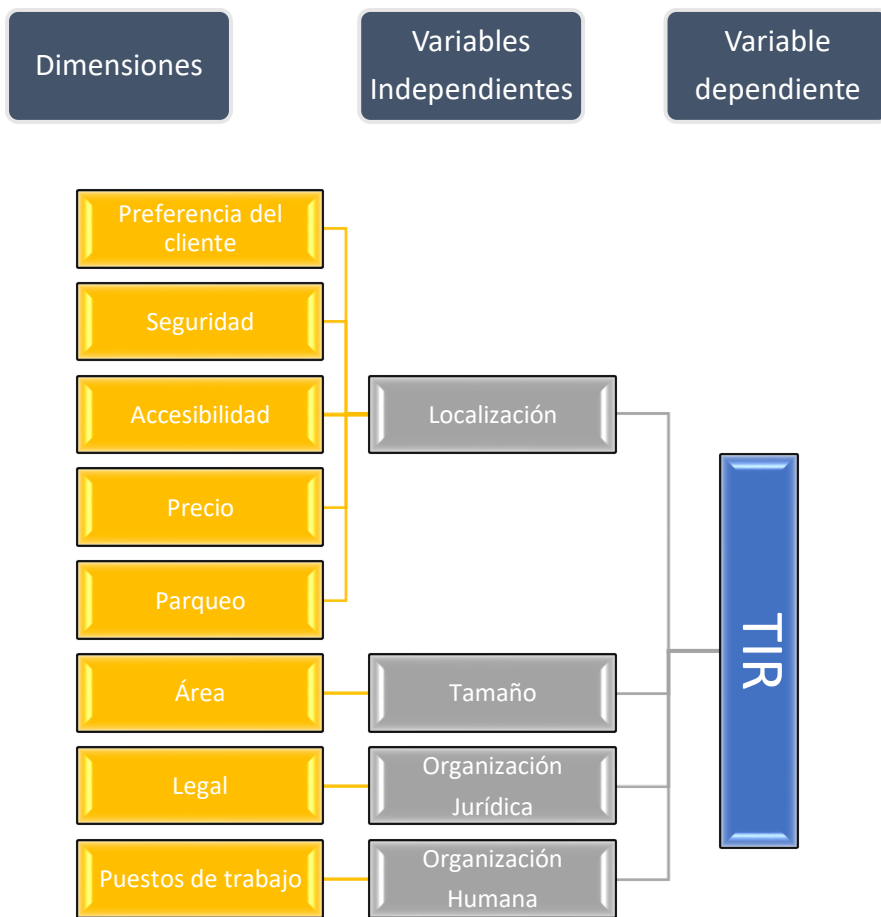 Dimensiones
Variables
Independientes
Variable
dependiente
Preferencia del
cliente
Seguridad
Accesibilidad
Precio
Parqueo
Área
Legal
Puestos de trabajo
Localización
Tamaño
Organización
Jurídica
Organización
Humana
TIR